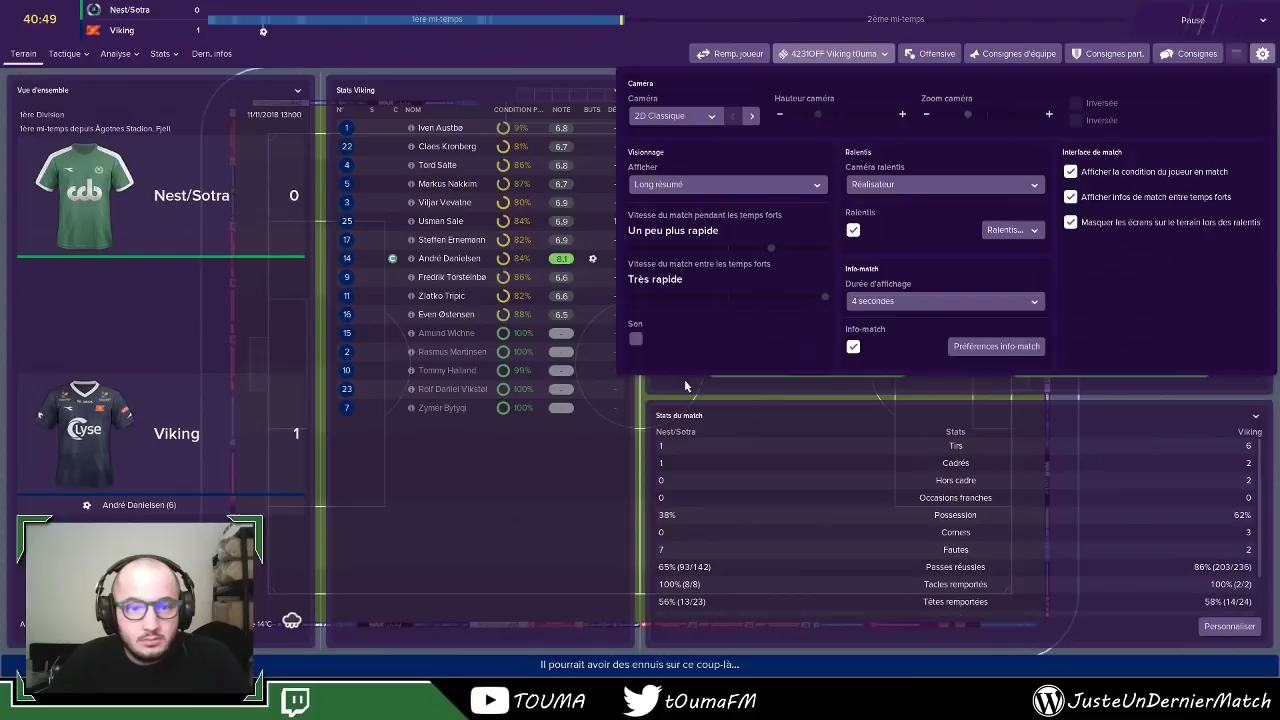 40:49
Nest/Sotra 0
Viking 1
1ère mi-temps
2ème mi-temps
Pause
Terrain Tactique Analyse Stats Dern. infos
Remp. joueur 4231OFF Viking t0uma Offensive Consignes d'équipe Consignes part. Consignes
Vue d'ensemble
1ère Division 11/11/2018 13h00
1ère mi-temps depuis Ågotnes Stadion, Fjell
cdb
Nest/Sotra 0
Lyse
Viking 1
André Danielsen (6)
14°C
Stats Viking
N° S C NOM CONDITION P... NOTE BUTS
1 Iven Austbø 91% 6.8
22 Claes Kronberg 81% 6.7
4 Tord Salte 86% 6.8
5 Markus Nakkim 87% 6.7
3 Viljar Vevatne 80% 6.9
25 Usman Sale 84% 6.9
17 Steffen Ernemann 82% 6.9
14 C André Danielsen 84% 8.1
9 Fredrik Torsteinbø 86% 6.6
11 Zlatko Tripic 82% 6.6
16 Even Østensen 88% 6.5
15 Amund Wichne 100% -
2 Rasmus Martinsen 100% -
10 Tommy Høiland 99% -
23 Rolf Daniel Vikstøl 100% -
7 Zymer Bytyqi 100% -
Caméra
Caméra
2D Classique
Hauteur caméra
Zoom caméra
Inversée
Inversée
Visionnage
Afficher
Long résumé
Vitesse du match pendant les temps forts
Un peu plus rapide
Vitesse du match entre les temps forts
Très rapide
Son
Ralentis
Caméra ralentis
Réalisateur
Ralentis
Ralentis...
Info-match
Durée d'affichage
4 secondes
Info-match
Préférences info-match
Interface de match
Afficher la condition du joueur en match
Afficher infos de match entre temps forts
Masquer les écrans sur le terrain lors des ralentis
Stats du match
Nest/Sotra Stats Viking
1 Tirs 6
1 Cadrés 2
0 Hors cadre 2
0 Occasions franches 0
38% Possession 62%
0 Corners 3
7 Fautes 2
65% (93/142) Passes réussies 86% (203/236)
100% (8/8) Tacles remportés 100% (2/2)
56% (13/23) Têtes remportées 58% (14/24)
Personnaliser
Il pourrait avoir des ennuis sur ce coup-là...
TOUMA t0umaFM JusteUnDernierMatch